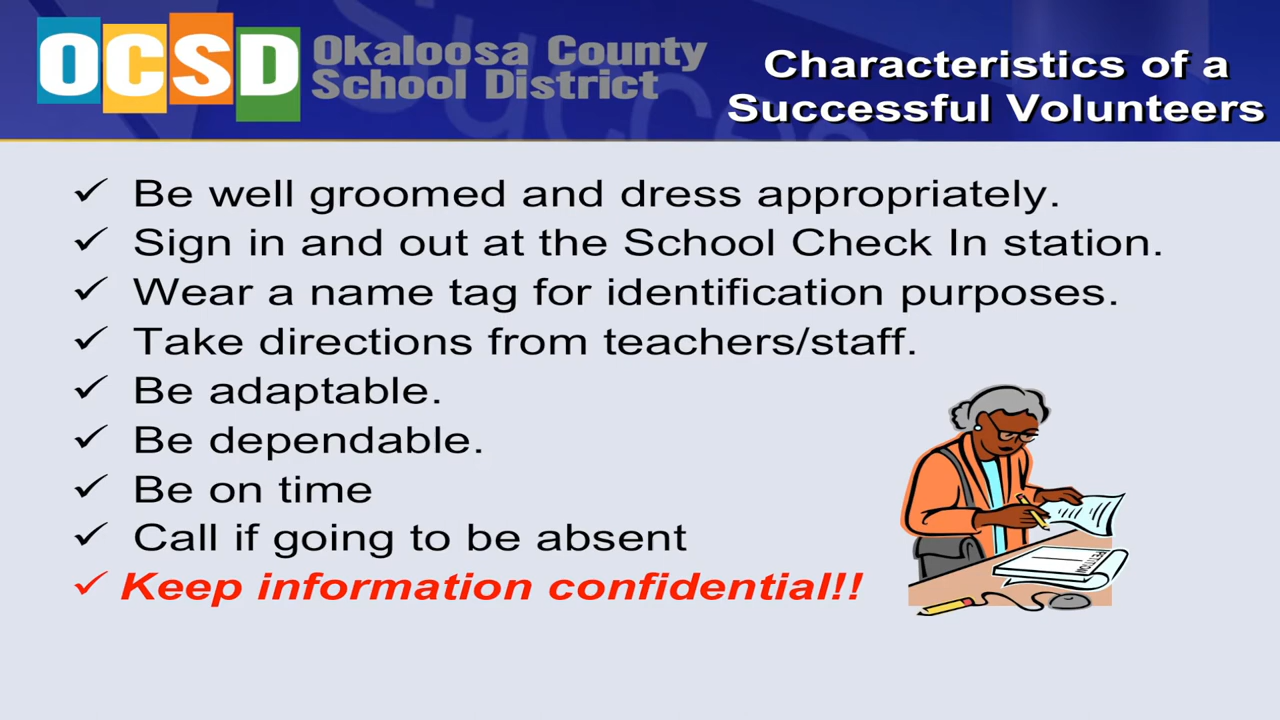 OCSD
Okaloosa County
School District
Characteristics of a
Successful Volunteers
✓ Be well groomed and dress appropriately.
✓ Sign in and out at the School Check In station.
✓ Wear a name tag for identification purposes.
✓ Take directions from teachers/staff.
✓ Be adaptable.
✓ Be dependable.
✓ Be on time
✓ Call if going to be absent
✓ Keep information confidential!!
PETITION